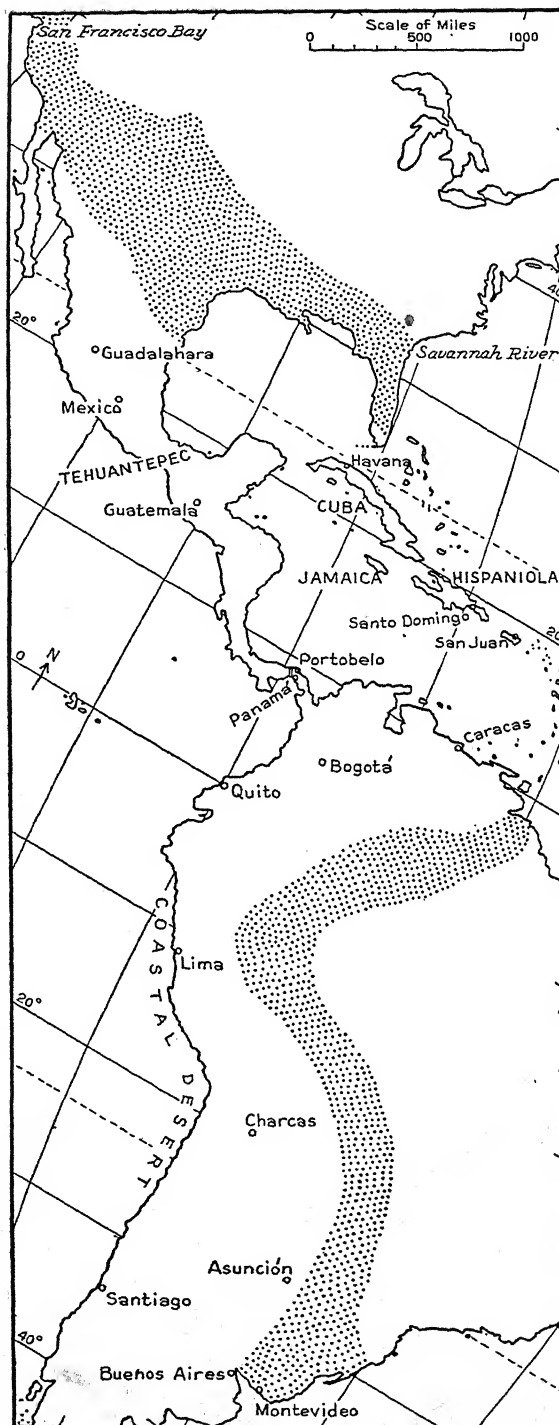 San Francisco Bay
Scale of Miles
0 500 1000
40
20°
Guadalahara
Savannah River
Mexico
TEHUANTEPEC
Havana
Guatemala
CUBA
JAMAICA
HISPANIOLA
Santo Domingo
20
San Juan
0
N
Portobelo
Panama
Caracas
Bogotá
Quito
COASTAL DESERT
Lima
20°
Charcas
Asunción
Santiago
40°
Buenos Aires
Montevideo